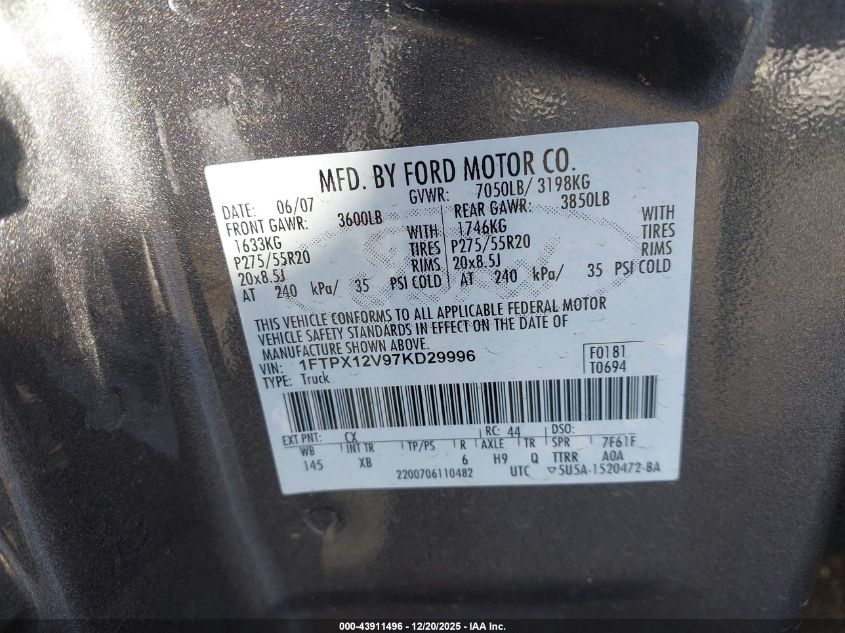 MFD. BY FORD MOTOR CO.
DATE: 06/07 GVWR: 7050LB/ 3198KG
FRONT GAWR: 3600LB REAR GAWR: 3850LB
1633KG WITH 1746KG WITH
P275/55R20 TIRES P275/55R20 TIRES
20x8.5J RIMS 20x8.5J RIMS
AT 240 kPa/ 35 PSI COLD AT 240 kPa/ 35 PSI COLD
THIS VEHICLE CONFORMS TO ALL APPLICABLE FEDERAL MOTOR
VEHICLE SAFETY STANDARDS IN EFFECT ON THE DATE OF
MANUFACTURE SHOWN ABOVE.
VIN: 1FTPX12V97KD29996 F0181
TYPE: Truck T0694
EXT PNT: CX RC: 44 DSO:
WB INT TR TP/PS R AXLE TR SPR 7F61F
145 XB 6 H9 Q TTRR A0A
2200706110482 UTC ▽5U5A-1520472-BA
000-43911496 - 12/20/2025 - IAA Inc.